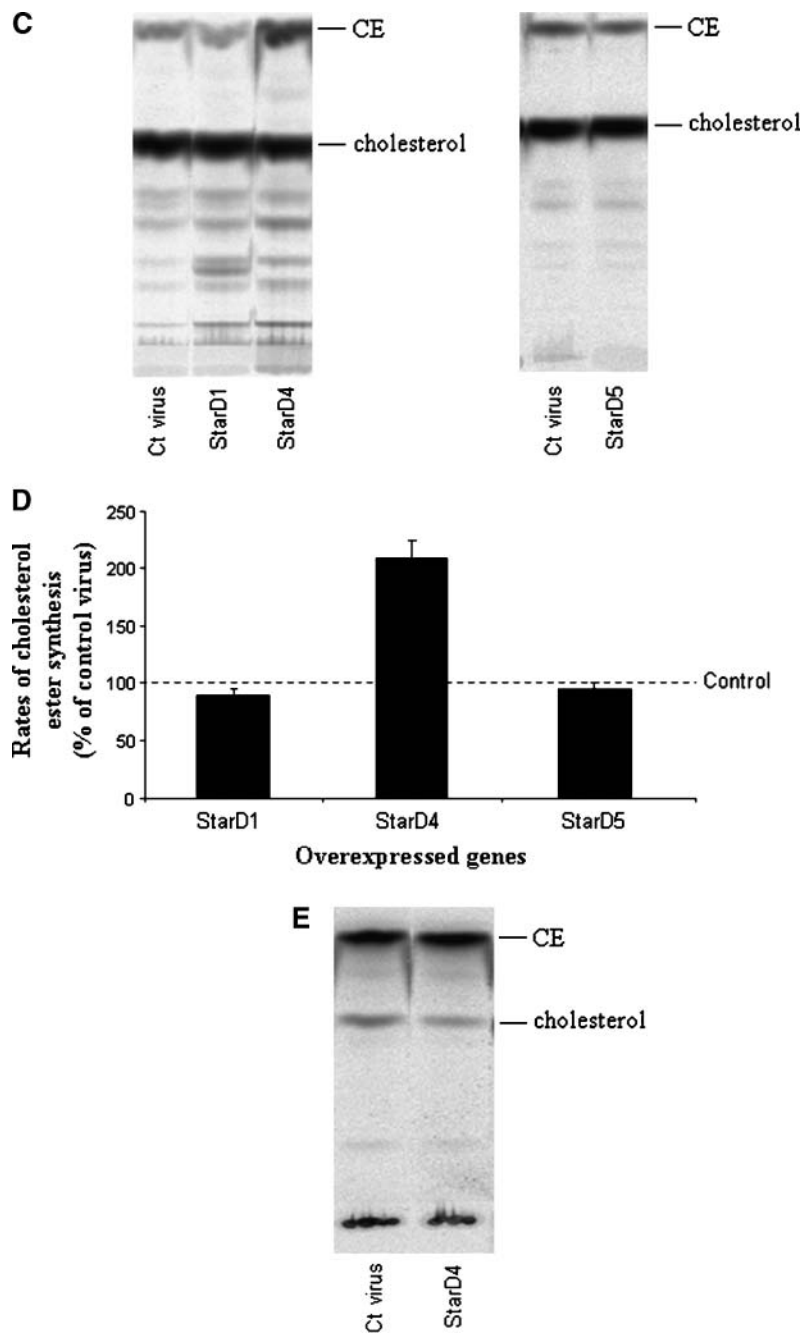 C
CE
cholesterol
Ct virus
StarD1
StarD4
CE
cholesterol
Ct virus
StarD5
D
Rates of cholesterol
ester synthesis
(% of control virus)
250
200
150
100
50
0
Control
StarD1
StarD4
StarD5
Overexpressed genes
E
CE
cholesterol
Ct virus
StarD4